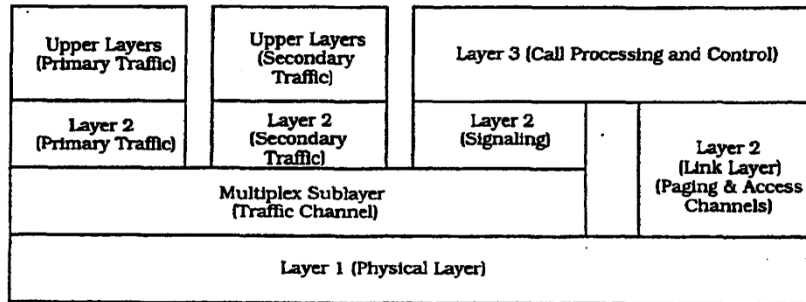 Upper Layers
(Primary Traffic)
Upper Layers
(Secondary
Traffic)
Layer 3 (Call Processing and Control)
Layer 2
(Primary Traffic)
Layer 2
(Secondary
Traffic)
Layer 2
(Signaling)
Layer 2
(Link Layer)
(Paging & Access
Channels)
Multiplex Sublayer
(Traffic Channel)
Layer 1 (Physical Layer)